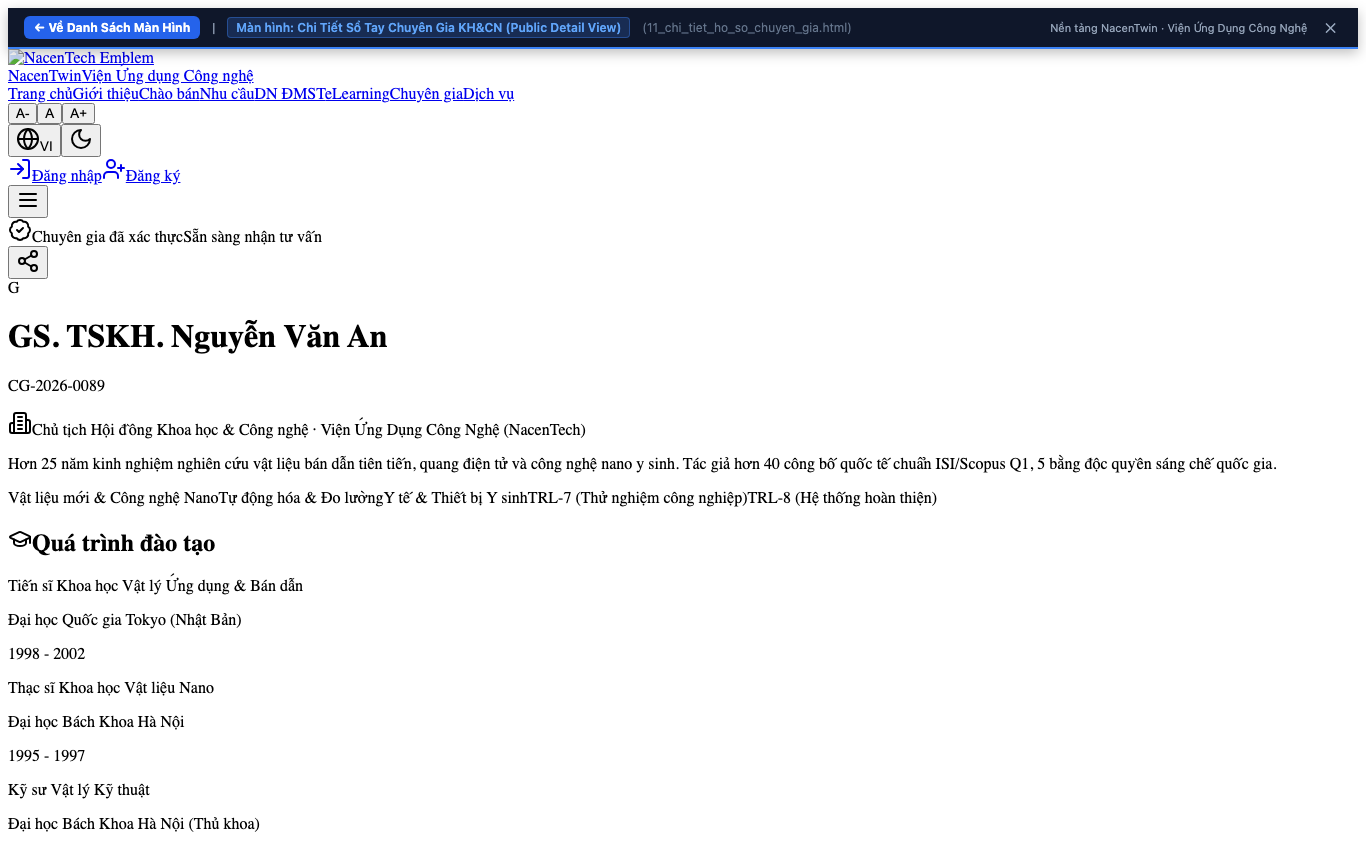 ← Về Danh Sách Màn Hình | Màn hình: Chi Tiết Sổ Tay Chuyên Gia KH&CN (Public Detail View) (11_chi_tiet_ho_so_chuyen_gia.html) Nền tảng NacenTwin · Viện Ứng Dụng Công Nghệ ✕
NacenTech Emblem
NacenTwinViện Ứng dụng Công nghệ
Trang chủGiới thiệuChào bánNhu cầuDN ĐMSTeLearningChuyên giaDịch vụ
A- A A+
VI
Đăng nhậpĐăng ký
Chuyên gia đã xác thựcSẵn sàng nhận tư vấn
G
GS. TSKH. Nguyễn Văn An
CG-2026-0089
Chủ tịch Hội đồng Khoa học & Công nghệ · Viện Ứng Dụng Công Nghệ (NacenTech)
Hơn 25 năm kinh nghiệm nghiên cứu vật liệu bán dẫn tiên tiến, quang điện tử và công nghệ nano y sinh. Tác giả hơn 40 công bố quốc tế chuẩn ISI/Scopus Q1, 5 bằng độc quyền sáng chế quốc gia.
Vật liệu mới & Công nghệ NanoTự động hóa & Đo lườngY tế & Thiết bị Y sinhTRL-7 (Thử nghiệm công nghiệp)TRL-8 (Hệ thống hoàn thiện)
Quá trình đào tạo
Tiến sĩ Khoa học Vật lý Ứng dụng & Bán dẫn
Đại học Quốc gia Tokyo (Nhật Bản)
1998 - 2002
Thạc sĩ Khoa học Vật liệu Nano
Đại học Bách Khoa Hà Nội
1995 - 1997
Kỹ sư Vật lý Kỹ thuật
Đại học Bách Khoa Hà Nội (Thủ khoa)